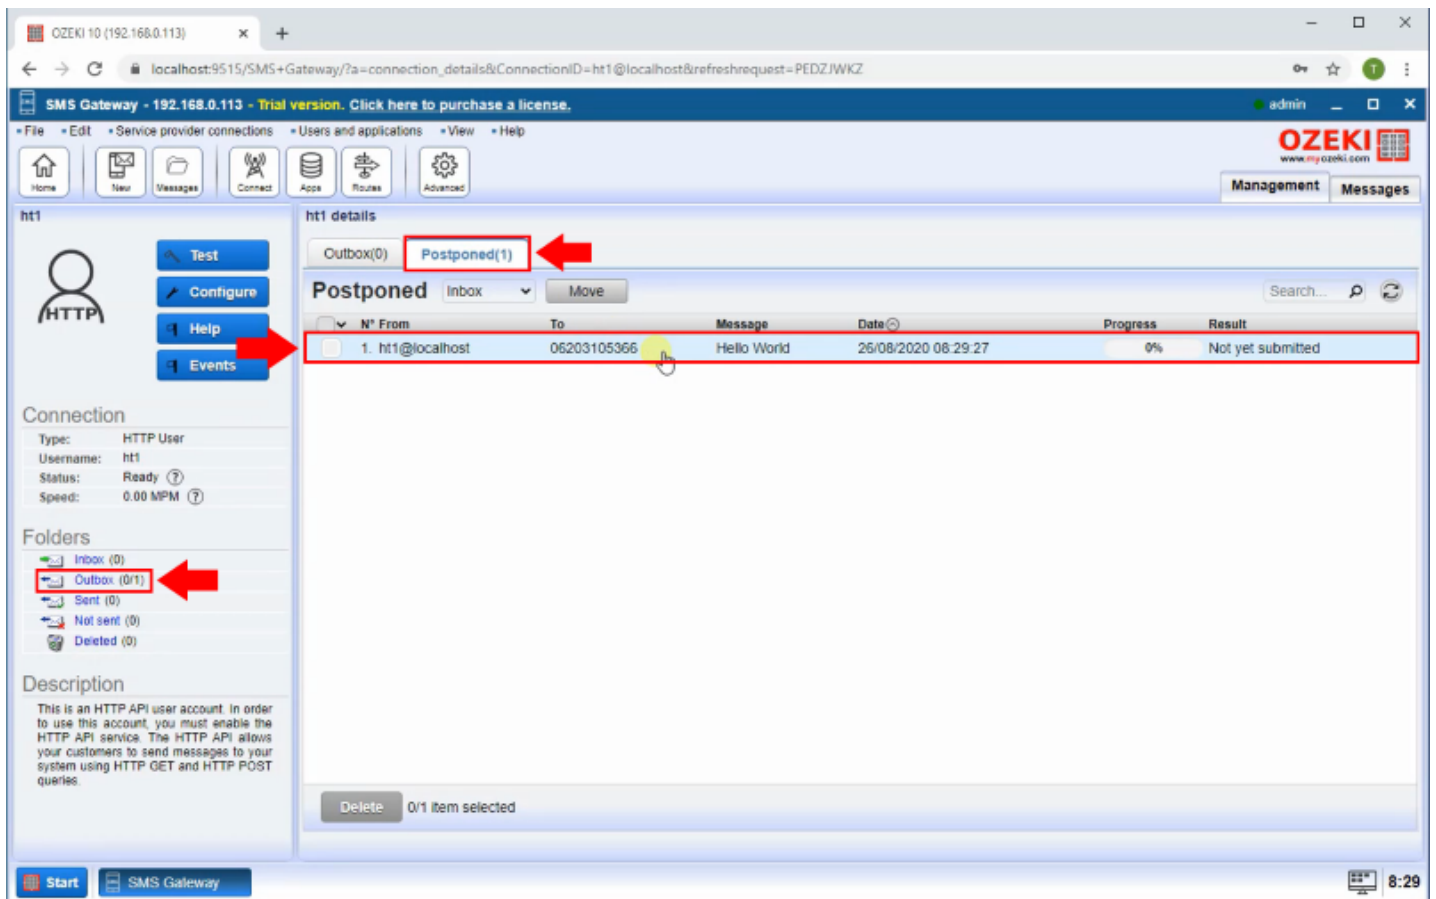 OZEKI 10 (192.168.0.113)
localhost:9515/SMS+Gateway/?a=connection_details&ConnectionID=ht1@localhost&refreshrequest=PEDZJWKZ
T
SMS Gateway - 192.168.0.113 - Trial version. Click here to purchase a license.
admin
File Edit Service provider connections Users and applications View Help
OZEKI
www.myozeki.com
Home New Messages Connect Apps Routes Advanced
Management Messages
ht1
ht1 details
HTTP
Test
Configure
Help
Events
Outbox(0) Postponed(1)
Postponed Inbox Move Search...
N° From To Message Date Progress Result
1. ht1@localhost 06203105366 Hello World 26/08/2020 08:29:27 0% Not yet submitted
Connection
Type: HTTP User
Username: ht1
Status: Ready ?
Speed: 0.00 MPM ?
Folders
Inbox (0)
Outbox (0/1)
Sent (0)
Not sent (0)
Deleted (0)
Description
This is an HTTP API user account. In order
to use this account, you must enable the
HTTP API service. The HTTP API allows
your customers to send messages to your
system using HTTP GET and HTTP POST
queries.
Delete 0/1 item selected
Start SMS Gateway 8:29